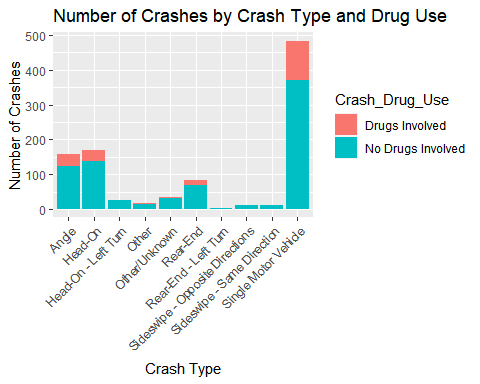 Number of Crashes by Crash Type and Drug Use
Number of Crashes
500
400
300
200
100
0
Angle
Head-On
Head-On - Left Turn
Other
Other/Unknown
Rear-End
Rear-End - Left Turn
Sideswipe - Opposite Directions
Sideswipe - Same Direction
Single Motor Vehicle
Crash Type
Crash_Drug_Use
Drugs Involved
No Drugs Involved